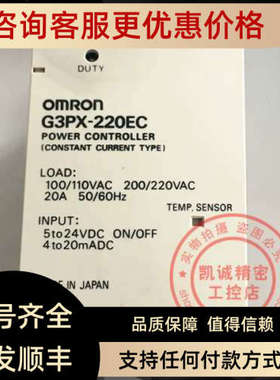 咨询客服更优惠价格
DUTY
OMRON
G3PX-220EC
POWER CONTROLLER
(CONSTANT CURRENT TYPE)
LOAD:
100/110VAC 200/220VAC
20A 50/60Hz
TEMP. SENSOR
INPUT:
5to24VDC ON/OFF
4to20mADC
凯诚精密
工控店
E IN JAPAN
号齐全
品质保障 值得信赖
发顺丰
支持任何付款方式